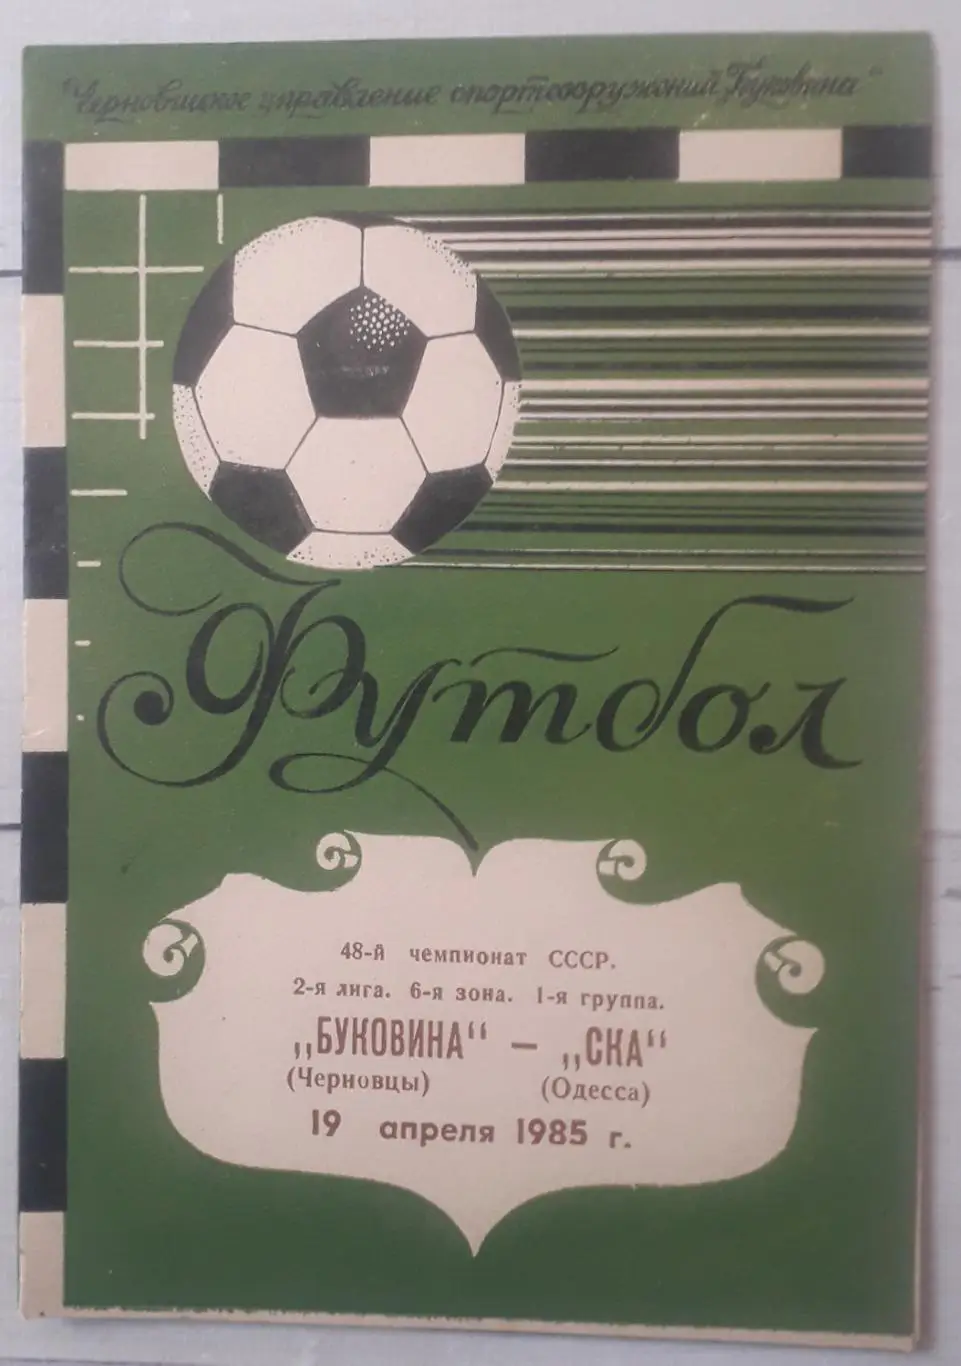 "Черновицкое управление спортсооружений "Буковина"
Футбол
48-й чемпионат СССР.
2-я лига. 6-я зона. 1-я группа.
„БУКОВИНА“ — „СКА“
(Черновцы) (Одесса)
19 апреля 1985 г.